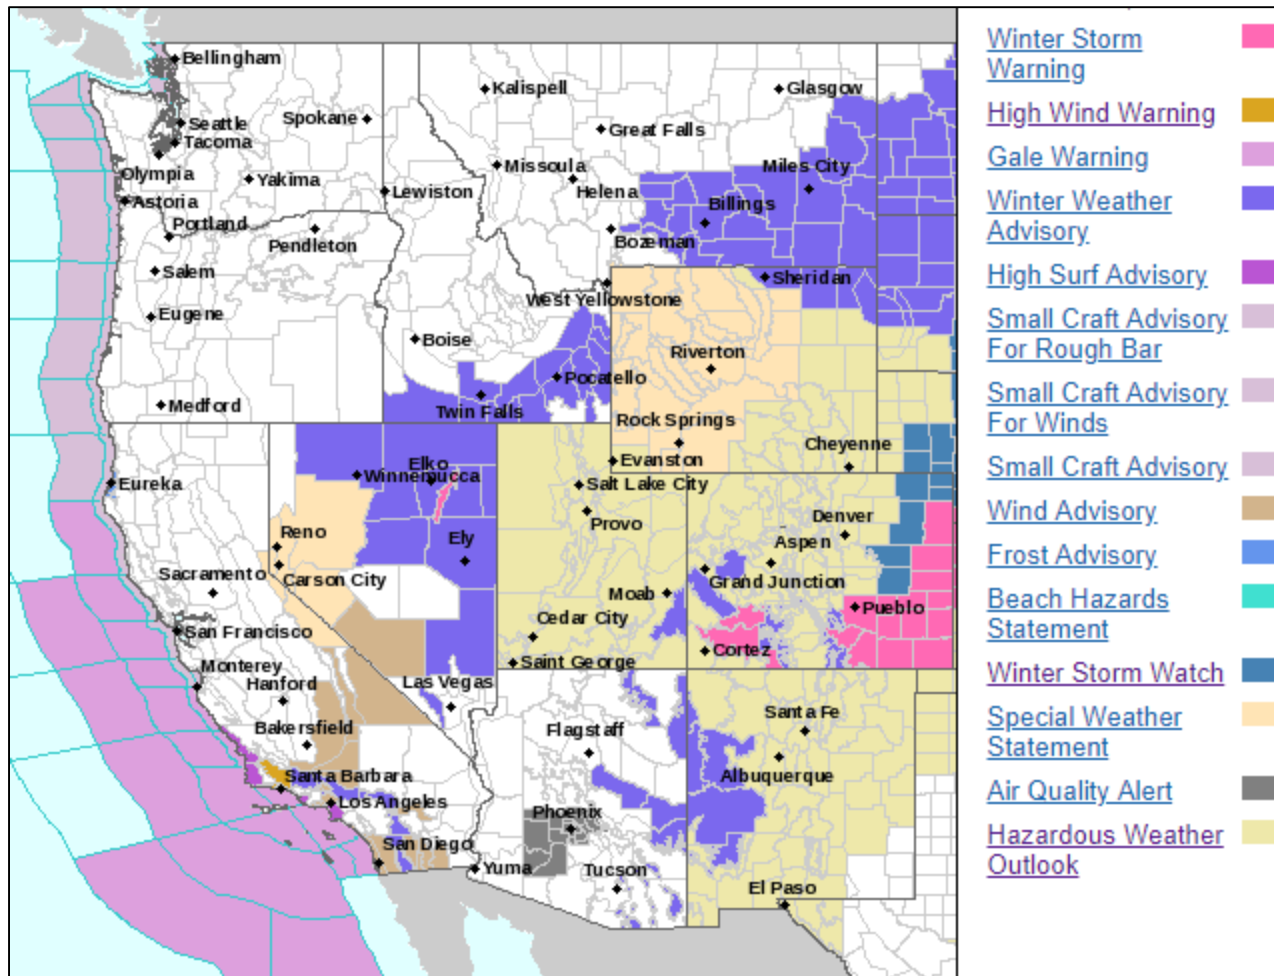 Bellingham
Kalispell
Glasgow
Seattle
Spokane
Great Falls
Tacoma
Olympia
Yakima
Missoula
Helena
Miles City
Lewiston
Astoria
Billings
Portland
Pendleton
Bozeman
Salem
Sheridan
West Yellowstone
Eugene
Boise
Riverton
Pocatello
Medford
Twin Falls
Rock Springs
Cheyenne
Elko
Winnemucca
Evanston
Eureka
Salt Lake City
Provo
Denver
Reno
Ely
Aspen
Sacramento
Carson City
Grand Junction
Moab
Pueblo
San Francisco
Cedar City
Cortez
Monterey
Saint George
Hanford
Las Vegas
Bakersfield
Flagstaff
Santa Fe
Santa Barbara
Albuquerque
Los Angeles
Phoenix
San Diego
Yuma
Tucson
El Paso
Winter Storm
Warning
High Wind Warning
Gale Warning
Winter Weather
Advisory
High Surf Advisory
Small Craft Advisory
For Rough Bar
Small Craft Advisory
For Winds
Small Craft Advisory
Wind Advisory
Frost Advisory
Beach Hazards
Statement
Winter Storm Watch
Special Weather
Statement
Air Quality Alert
Hazardous Weather
Outlook